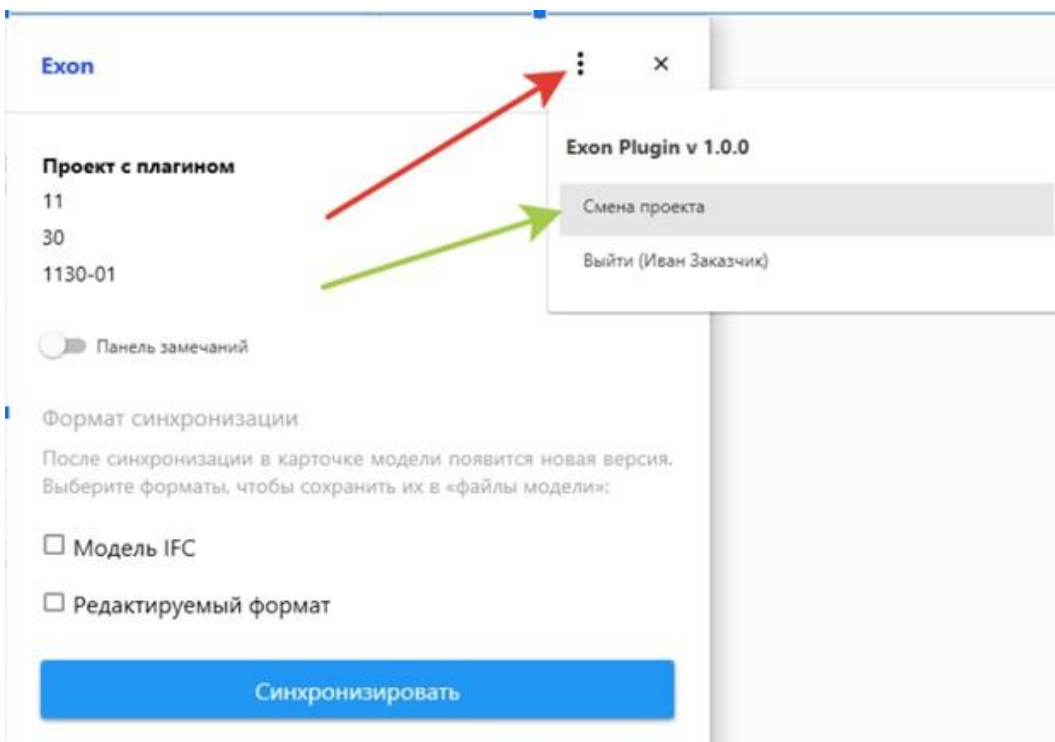 Exon
Exon Plugin v 1.0.0
Смена проекта
Выйти (Иван Заказчик)
Проект с плагином
11
30
1130-01
Панель замечаний
Формат синхронизации
После синхронизации в карточке модели появится новая версия.
Выберите форматы, чтобы сохранить их в «файлы модели»:
Модель IFC
Редактируемый формат
Синхронизировать